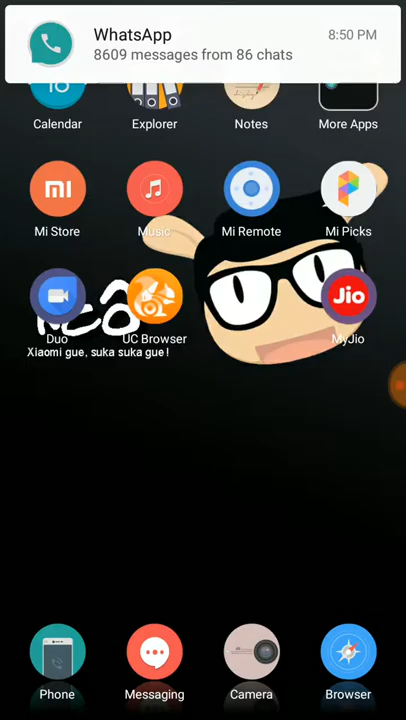 WhatsApp 8:50 PM
8609 messages from 86 chats
Calendar Explorer Notes More Apps
mi
Mi Store Music Mi Remote Mi Picks
Jio
Duo UC Browser MyJio
Xiaomi gue, suka suka gue!
Phone Messaging Camera Browser